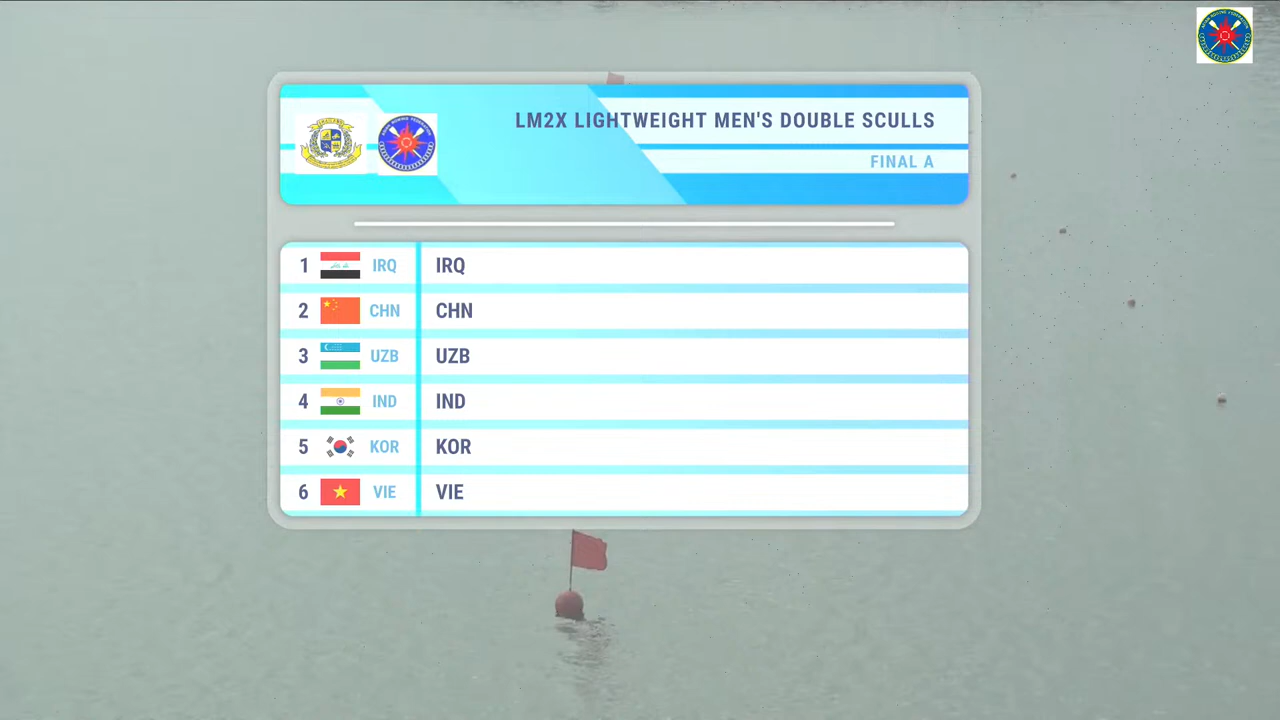 LM2X LIGHTWEIGHT MEN'S DOUBLE SCULLS
FINAL A
1 IRQ IRQ
2 CHN CHN
3 UZB UZB
4 IND IND
5 KOR KOR
6 VIE VIE